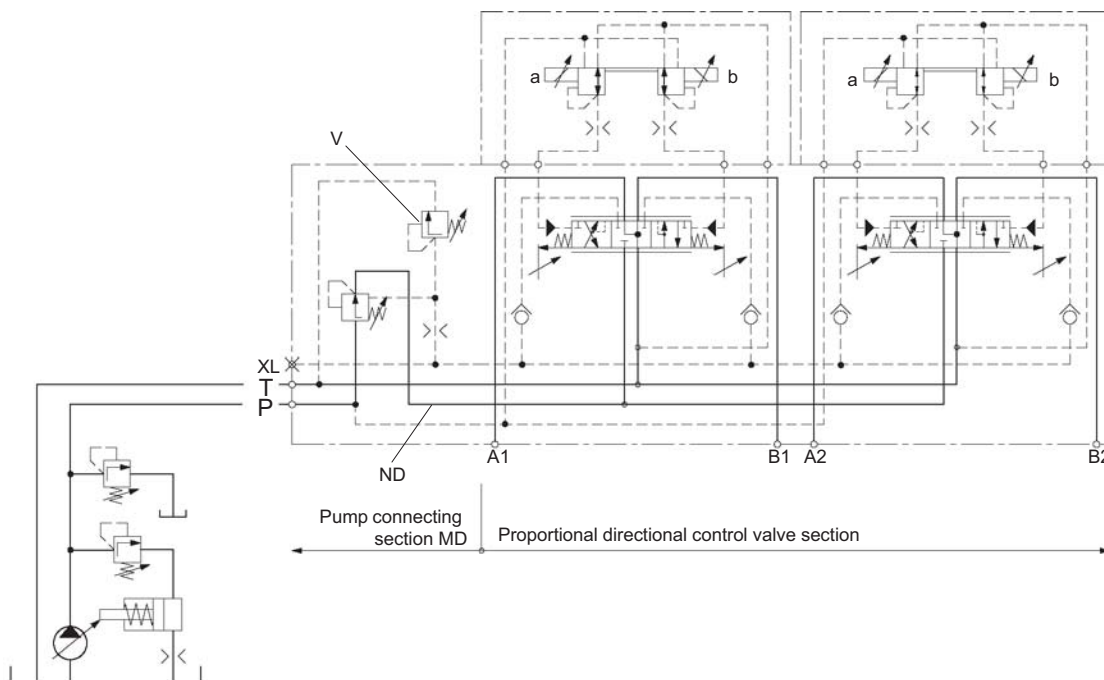 a
b
a
b
V
XL
T
P
A1
B1
A2
B2
ND
Pump connecting
section MD
Proportional directional control valve section